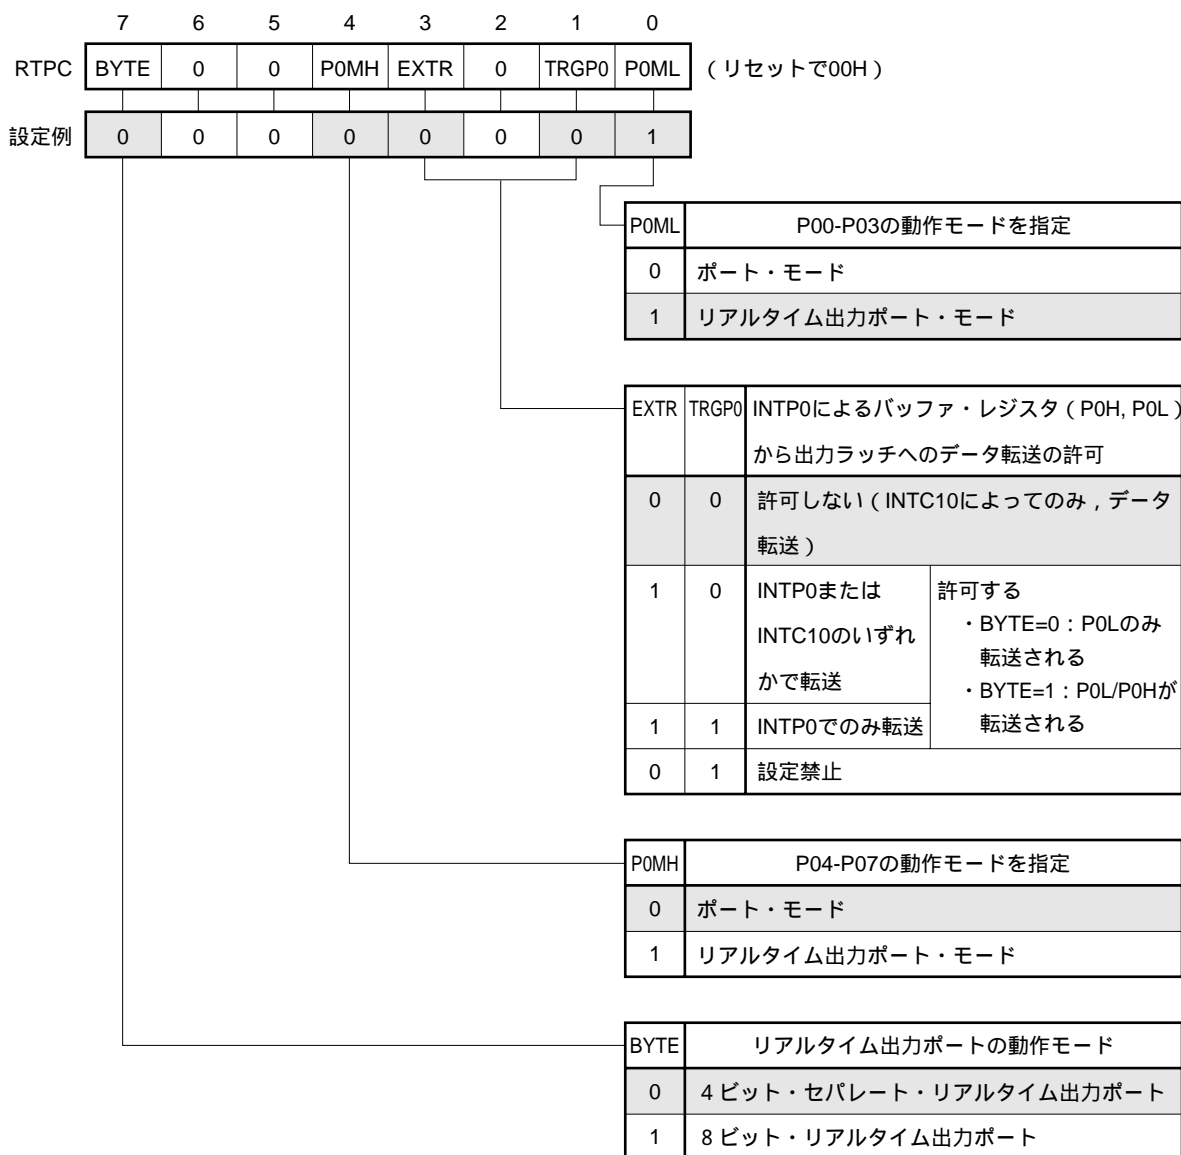 7 6 5 4 3 2 1 0
RTPC BYTE 0 0 P0MH EXTR 0 TRGP0 P0ML （リセットで00H）
設定例 0 0 0 0 0 0 0 1
P0ML P00-P03の動作モードを指定
0 ポート・モード
1 リアルタイム出力ポート・モード
EXTR TRGP0 INTP0によるバッファ・レジスタ（P0H, P0L）
から出力ラッチへのデータ転送の許可
0 0 許可しない（INTC10によってのみ，データ
転送）
1 0 INTP0または
INTC10のいずれ
かで転送
許可する
・BYTE=0：P0Lのみ
転送される
・BYTE=1：P0L/P0Hが
転送される
1 1 INTP0でのみ転送
0 1 設定禁止
P0MH P04-P07の動作モードを指定
0 ポート・モード
1 リアルタイム出力ポート・モード
BYTE リアルタイム出力ポートの動作モード
0 4ビット・セパレート・リアルタイム出力ポート
1 8ビット・リアルタイム出力ポート